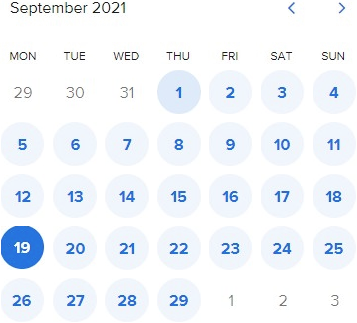 September 2021
MON TUE WED THU FRI SAT SUN
29 30 31 1 2 3 4
5 6 7 8 9 10 11
12 13 14 15 16 17 18
19 20 21 22 23 24 25
26 27 28 29 1 2 3